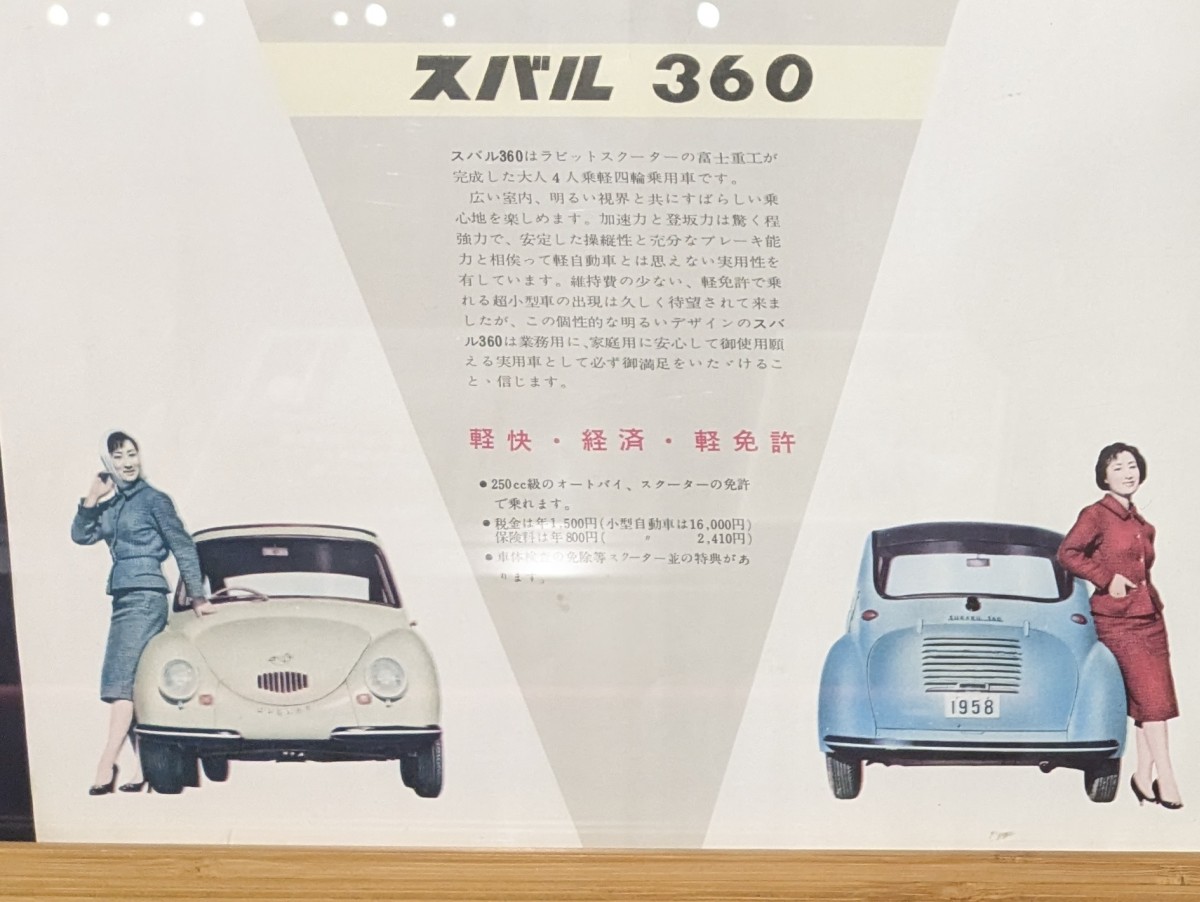 スバル 360
スバル360はラビットスクーターの富士重工が
完成した大人4人乗軽四輪乗用車です。
広い室内、明るい視界と共にすばらしい乗
心地を楽しめます。加速力と登坂力は驚く程
強力で、安定した操縦性と充分なブレーキ能
力と相俟って軽自動車とは思えない実用性を
有しています。維持費の少ない、軽免許で乗
れる超小型車の出現は久しく待望されて来ま
したが、この個性的な明るいデザインのスバ
ル360は業務用に、家庭用に安心して御使用願
える実用車として必ず御満足をいたゞけるこ
とゝ信じます。
軽快・経済・軽免許
●250cc級のオートバイ、スクーターの免許
で乗れます。
●税金は年1,500円(小型自動車は16,000円)
保険料は年800円( 〃 2,410円)
●車体検査の免除等スクーター並の特典があ
ります。
SUBARU 360
1958